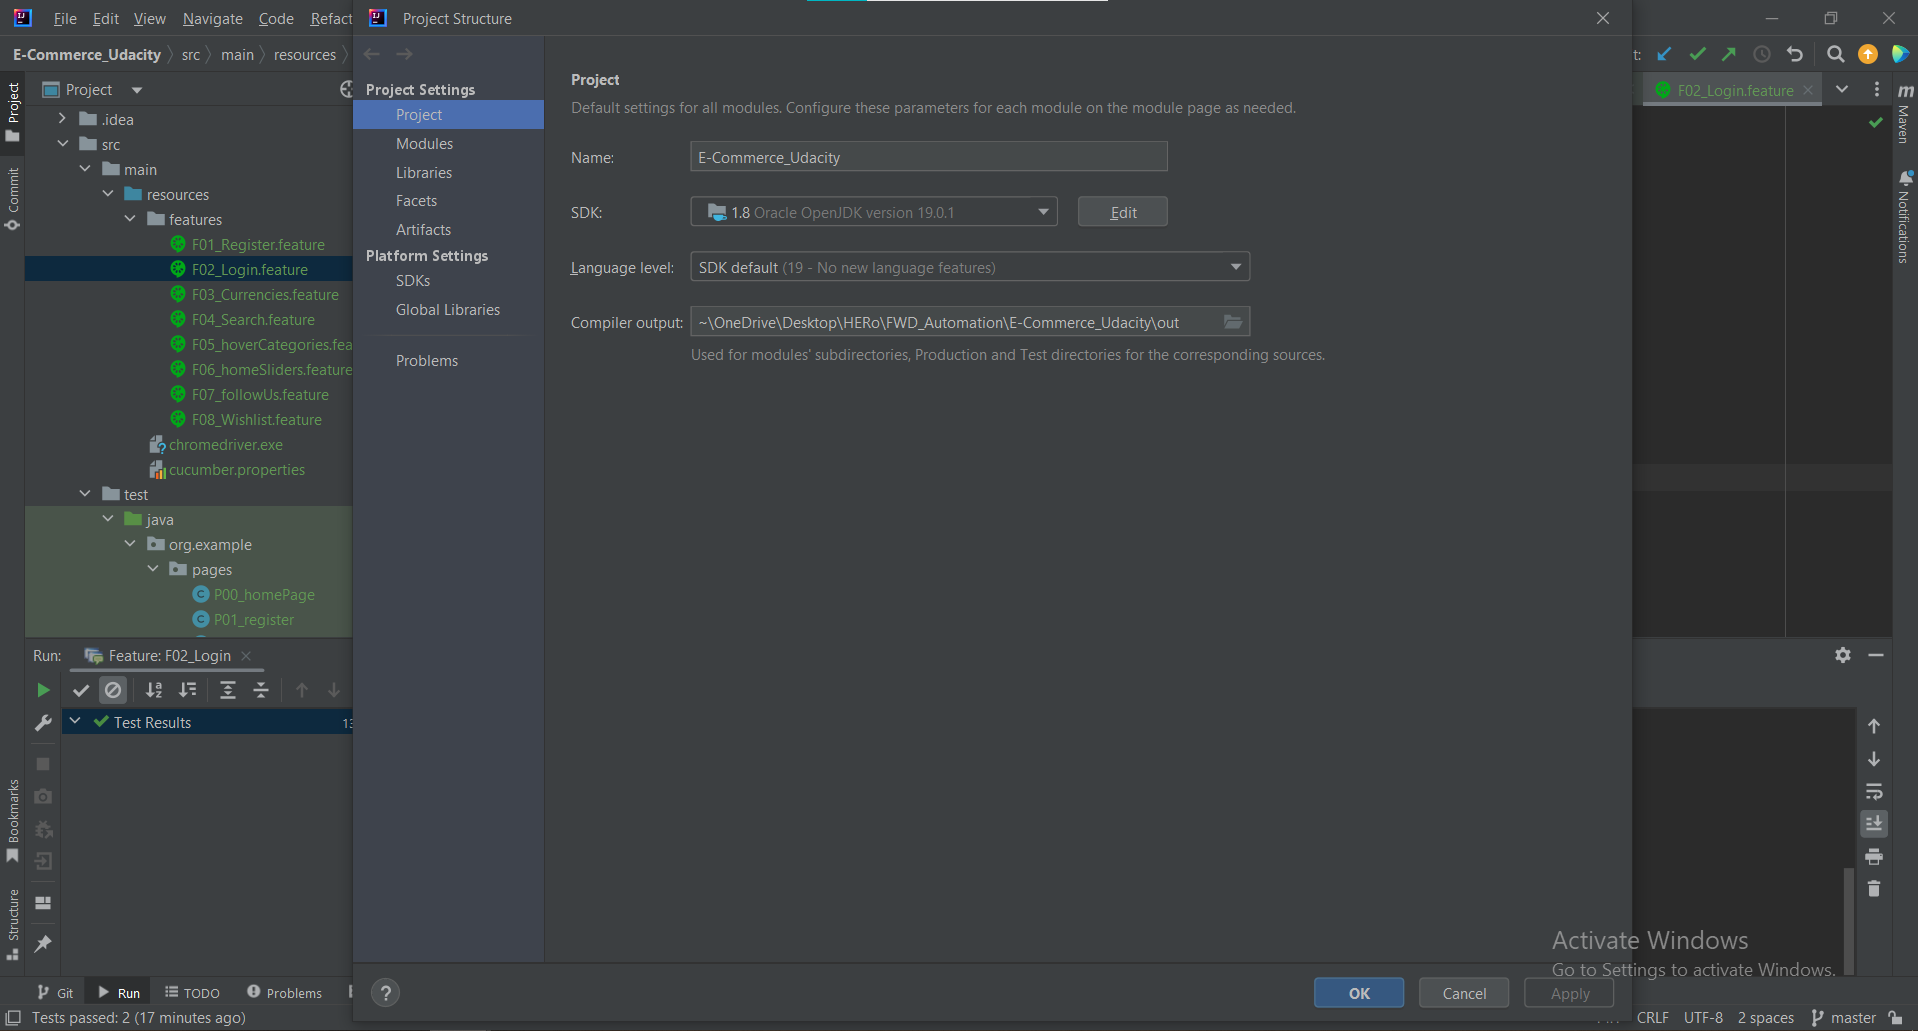 File Edit View Navigate Code Refact
Project Structure
E-Commerce_Udacity src main resources
t:
Project
.idea
src
main
resources
features
F01_Register.feature
F02_Login.feature
F03_Currencies.feature
F04_Search.feature
F05_hoverCategories.fea
F06_homeSliders.feature
F07_followUs.feature
F08_Wishlist.feature
chromedriver.exe
cucumber.properties
test
java
org.example
pages
P00_homePage
P01_register
Project
Commit
Bookmarks
Structure
Project Settings
Project
Modules
Libraries
Facets
Artifacts
Platform Settings
SDKs
Global Libraries
Problems
Project
Default settings for all modules. Configure these parameters for each module on the module page as needed.
Name: E-Commerce_Udacity
SDK: 1.8 Oracle OpenJDK version 19.0.1 Edit
Language level: SDK default (19 - No new language features)
Compiler output: ~\OneDrive\Desktop\HERo\FWD_Automation\E-Commerce_Udacity\out
Used for modules' subdirectories, Production and Test directories for the corresponding sources.
F02_Login.feature
m Maven
Notifications
Run: Feature: F02_Login
Test Results 13
Activate Windows
Go to Settings to activate Windows.
? OK Cancel Apply
Git Run TODO Problems
Tests passed: 2 (17 minutes ago)
CRLF UTF-8 2 spaces master